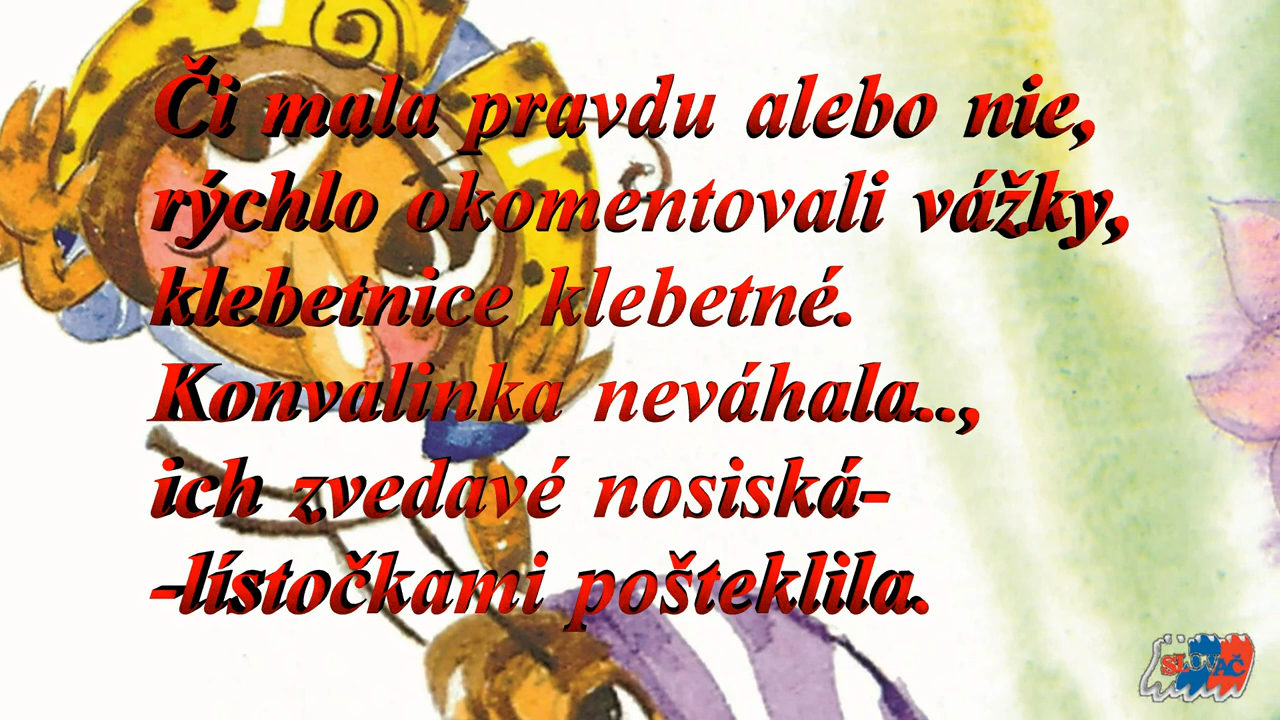 Či mala pravdu alebo nie,
rýchlo okomentovali vážky,
klebetnice klebetné.
Konvalinka neváhala..,
ich zvedavé nosiská-
-lístočkami pošteklila.
SLOVAČ